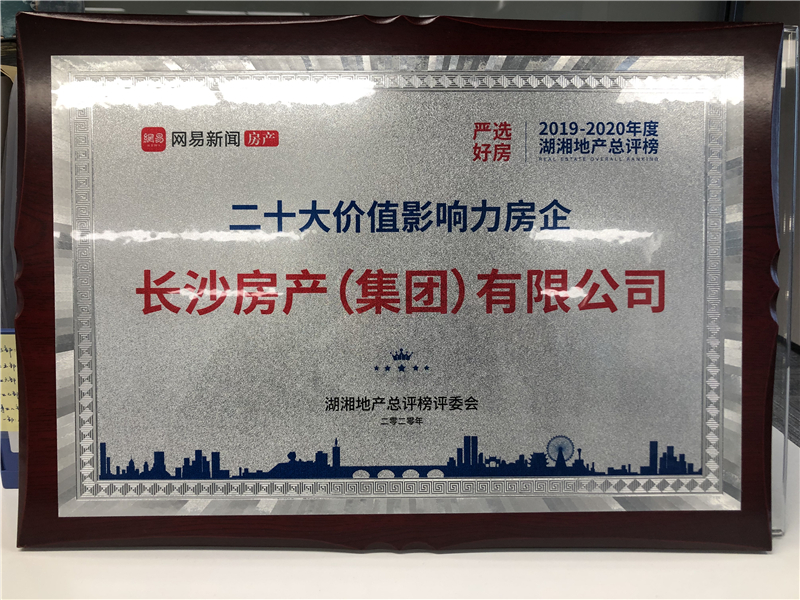 網易 网易新闻 房产
严选
好房
2019-2020年度
湖湘地产总评榜
REAL ESTATE OVERALL RANKING
二十大价值影响力房企
长沙房产(集团)有限公司
湖湘地产总评榜评委会
二零二零年